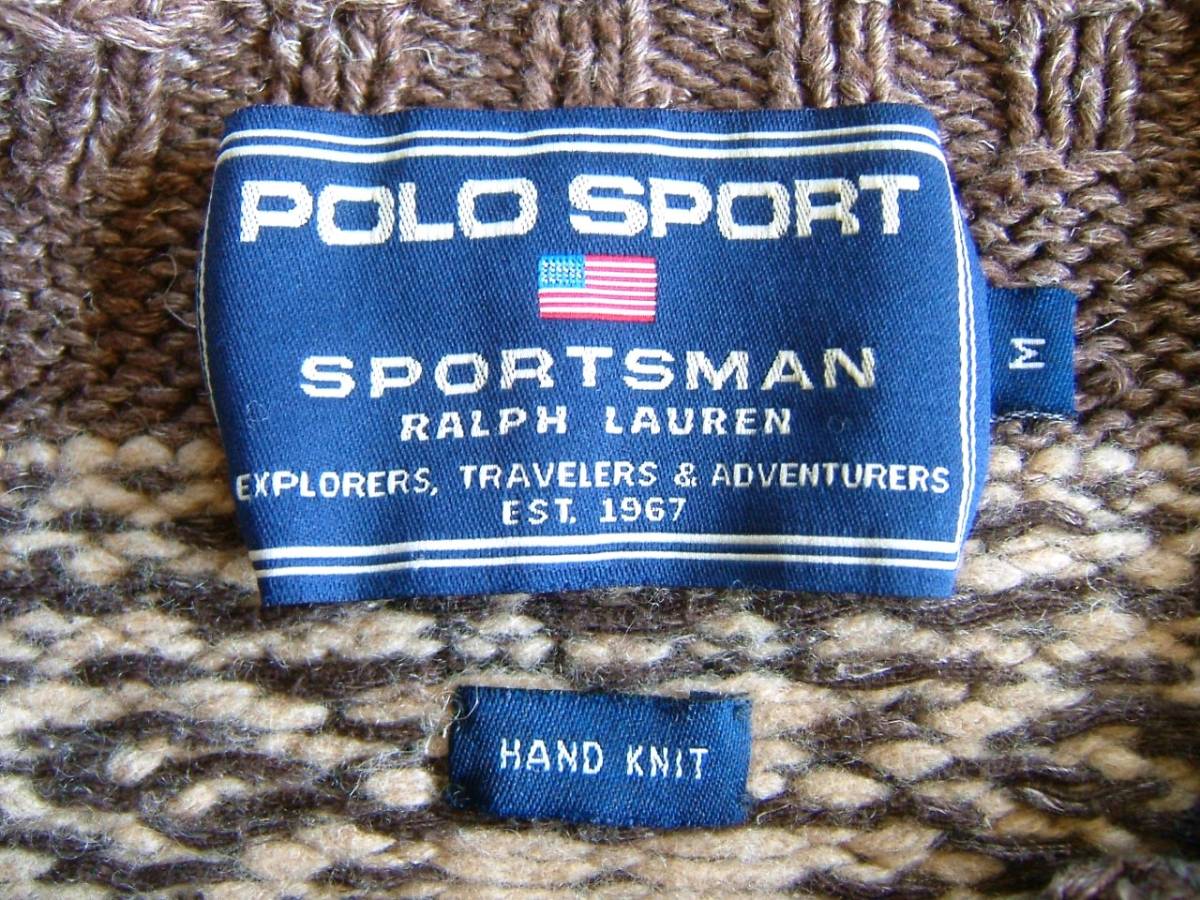 POLO SPORT
SPORTSMAN
RALPH LAUREN
EXPLORERS, TRAVELERS & ADVENTURERS
EST. 1967
M
HAND KNIT